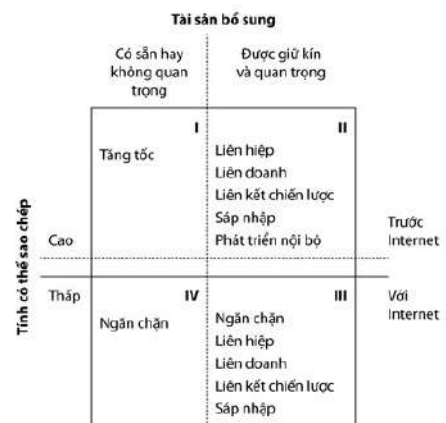 Tài sản bổ sung
Có sẵn hay
không quan
trọng
Được giữ kín
và quan trọng
Tính có thể sao chép
Cao
I
Tăng tốc
II
Liên hiệp
Liên doanh
Liên kết chiến lược
Sáp nhập
Phát triển nội bộ
Trước
Internet
Thấp
IV
Ngăn chặn
III
Ngăn chặn
Liên hiệp
Liên doanh
Liên kết chiến lược
Sáp nhập
Với
Internet